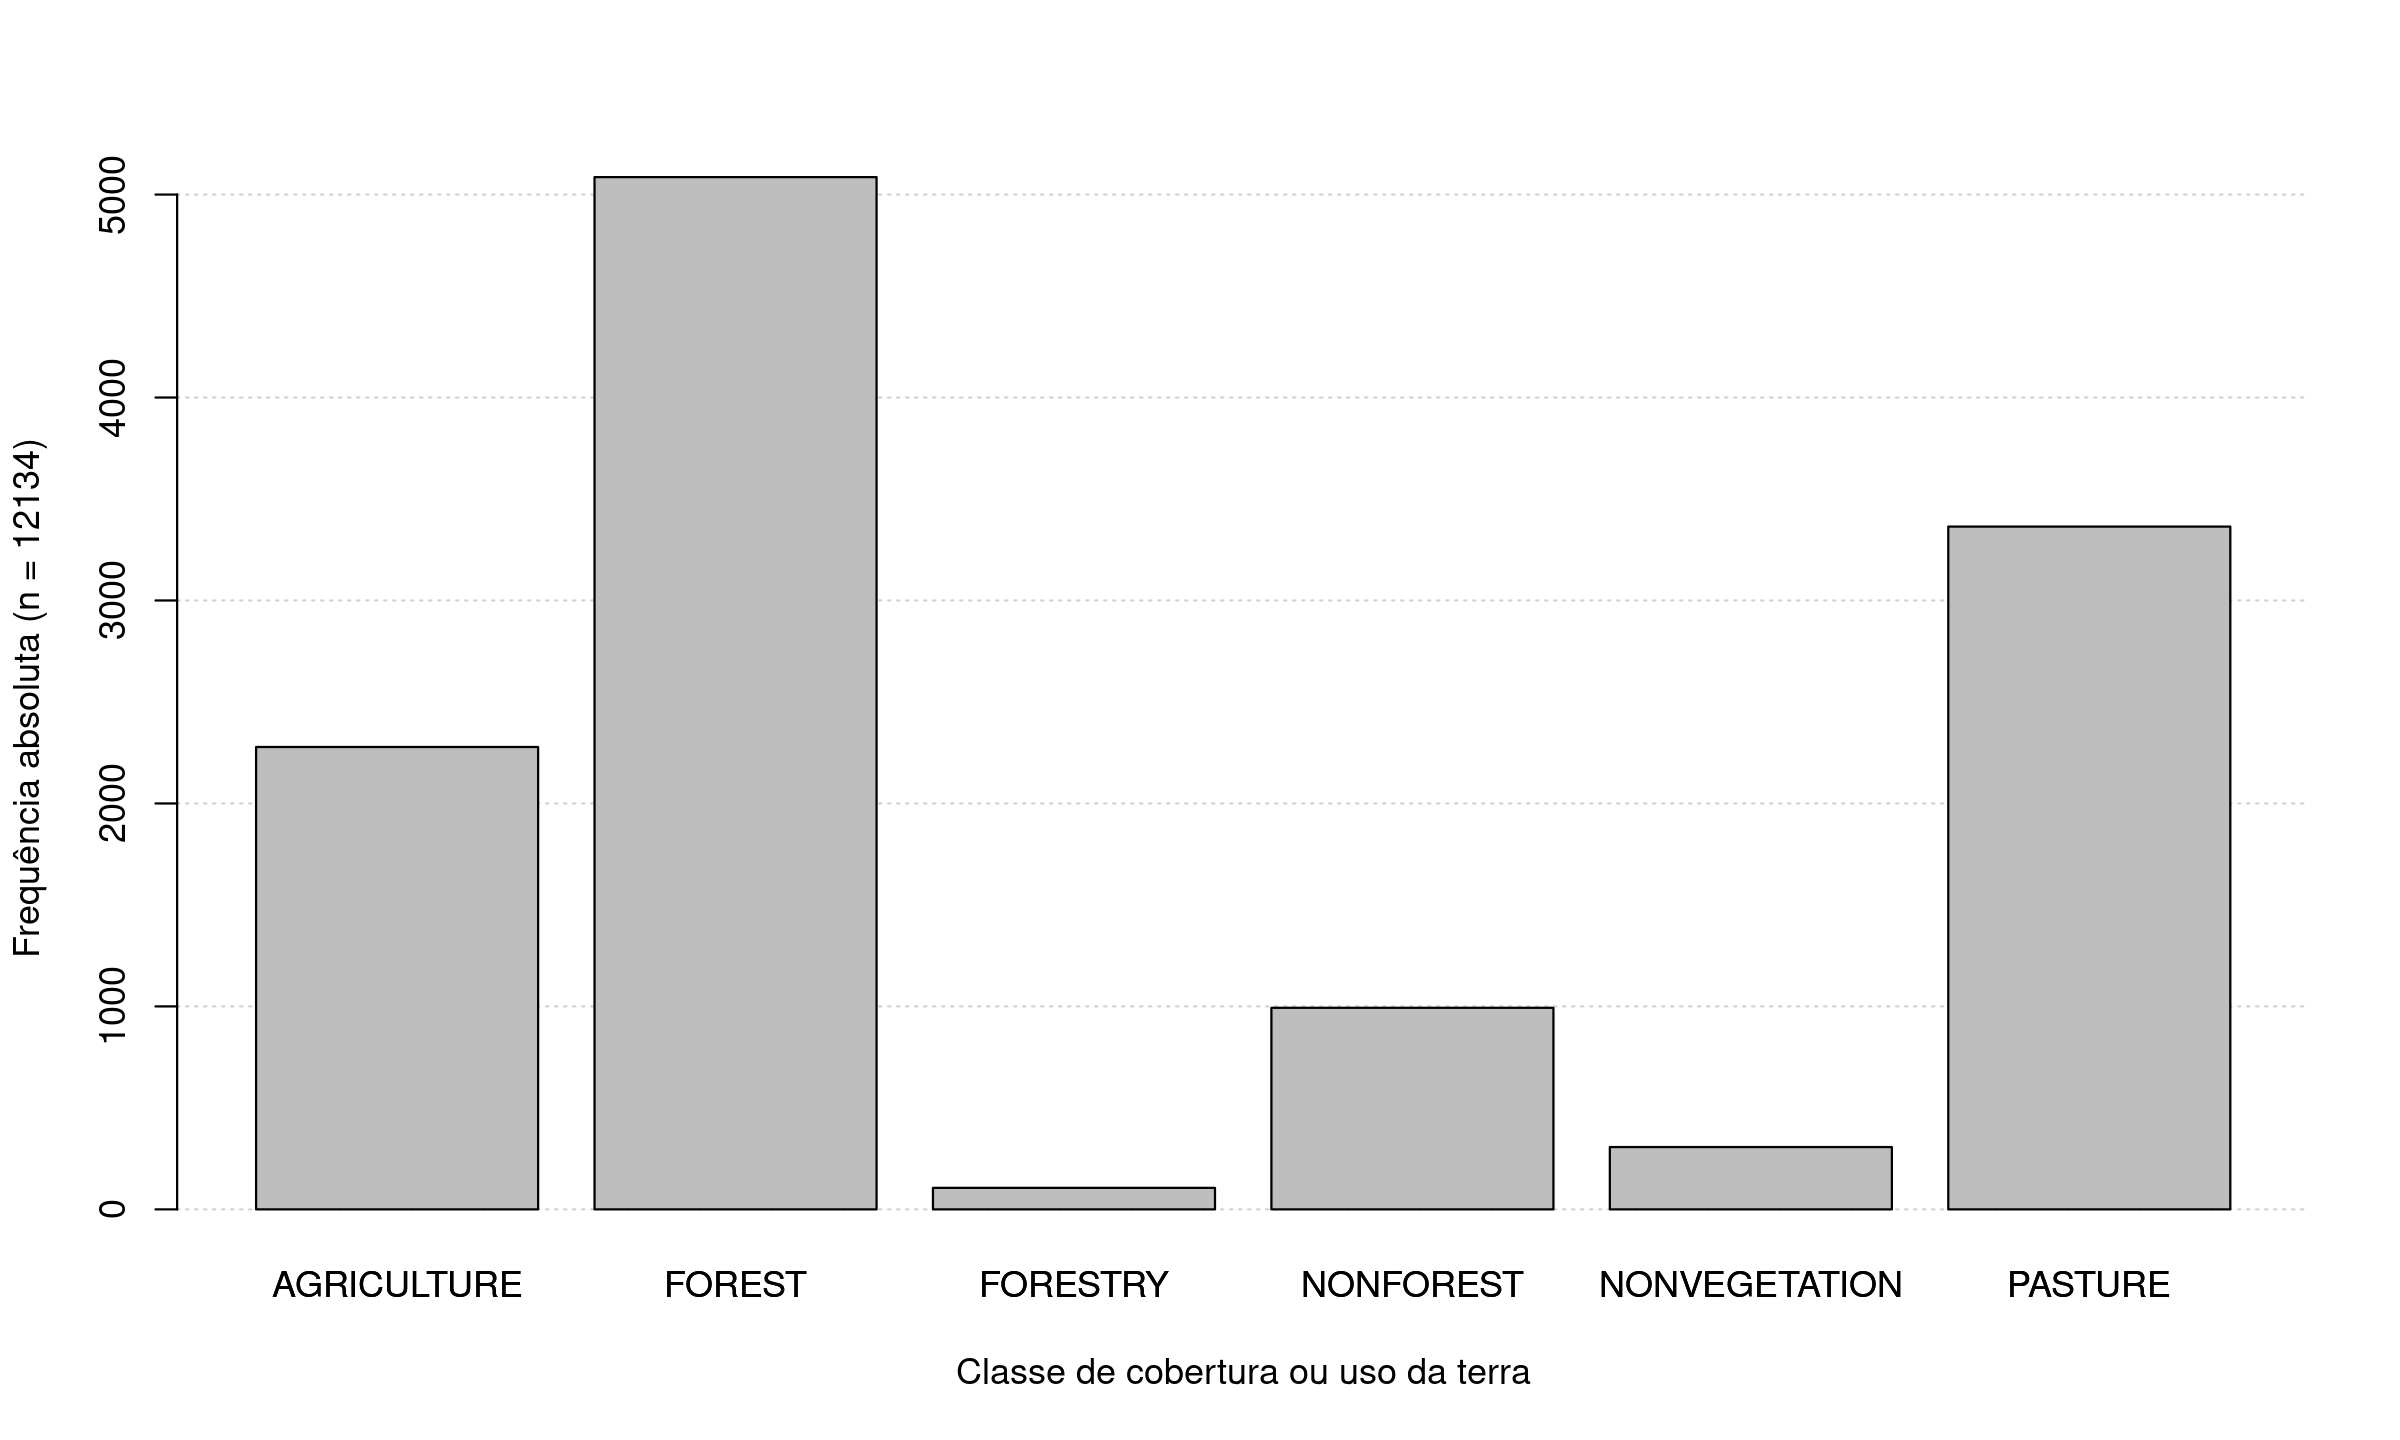 Frequência absoluta (n = 12134)
5000
4000
3000
2000
1000
0
AGRICULTURE FOREST FORESTRY NONFOREST NONVEGETATION PASTURE
Classe de cobertura ou uso da terra